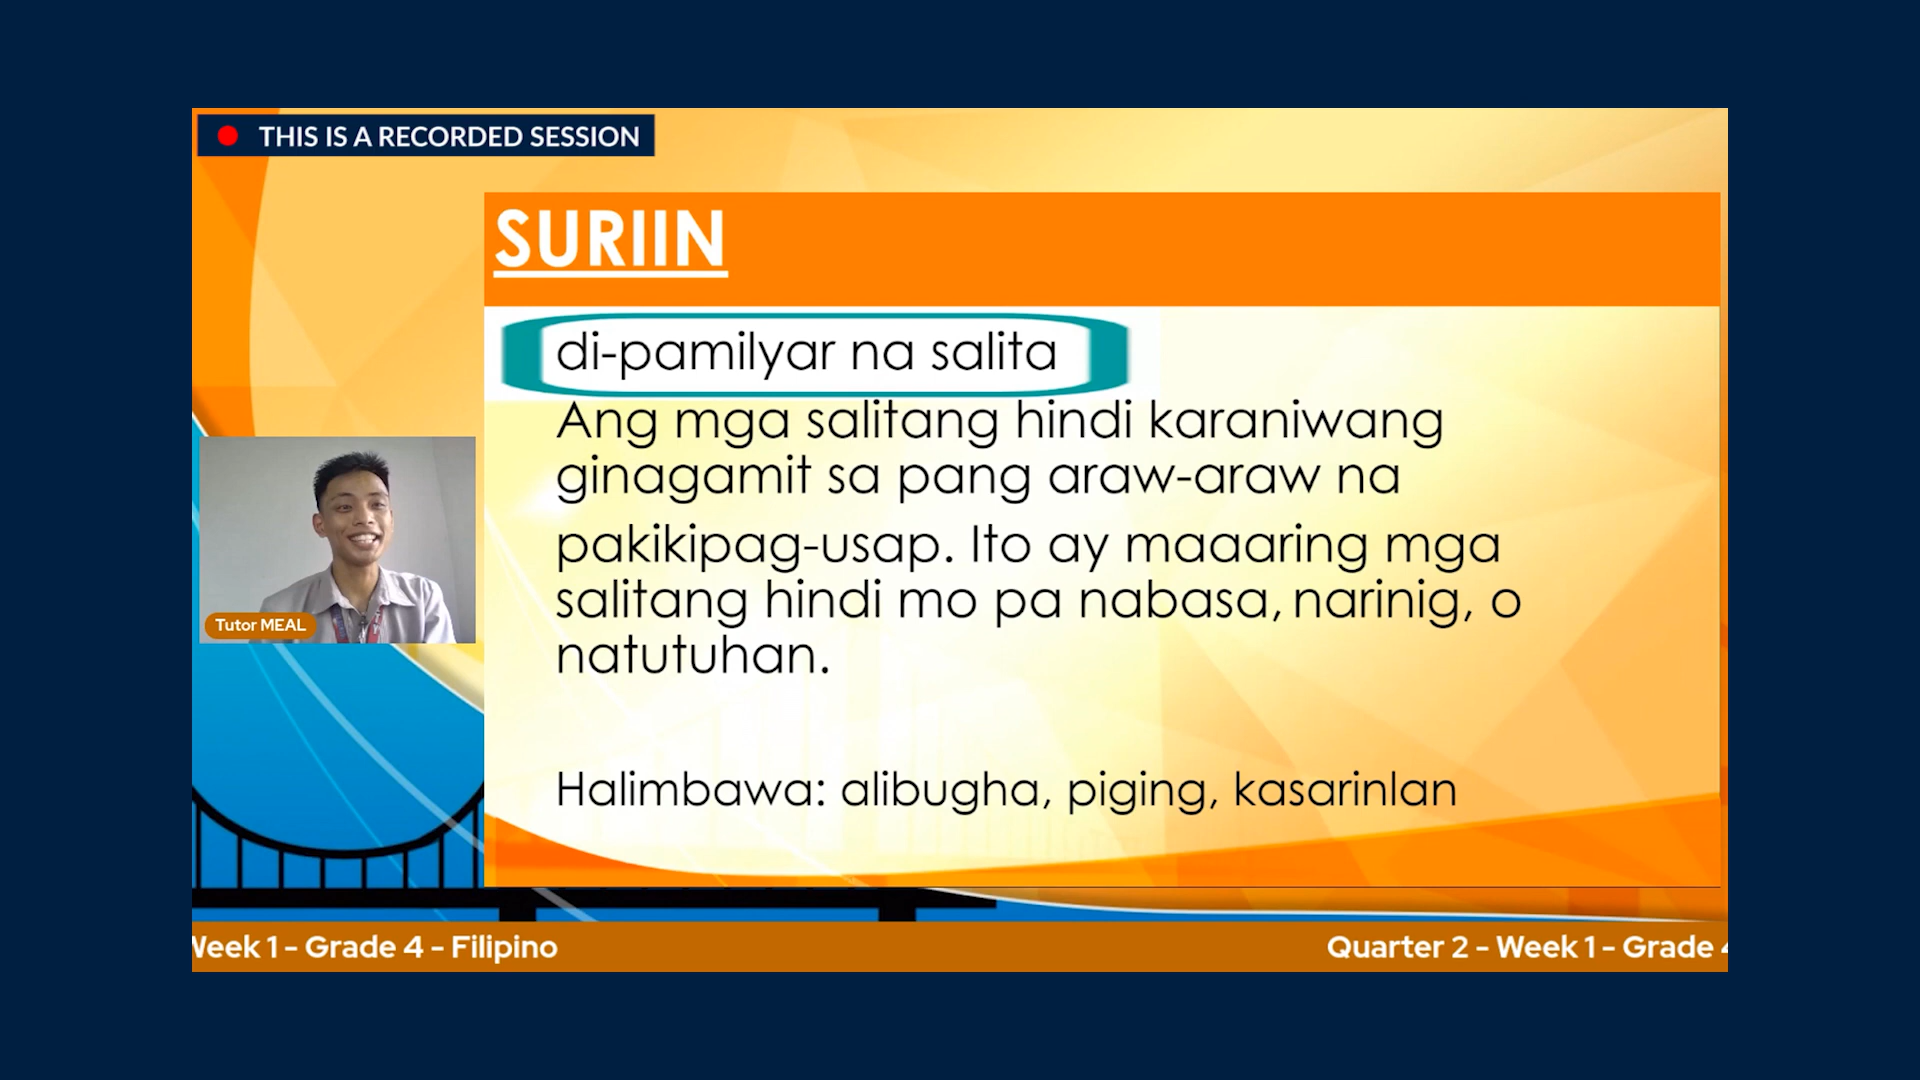 THIS IS A RECORDED SESSION
SURIIN
di-pamilyar na salita
Ang mga salitang hindi karaniwang
ginagamit sa pang araw-araw na
pakikipag-usap. Ito ay maaaring mga
salitang hindi mo pa nabasa, narinig, o
natutuhan.
Tutor MEAL
Halimbawa: alibugha, piging, kasarinlan
Week 1 - Grade 4 - Filipino
Quarter 2 - Week 1 - Grade 4